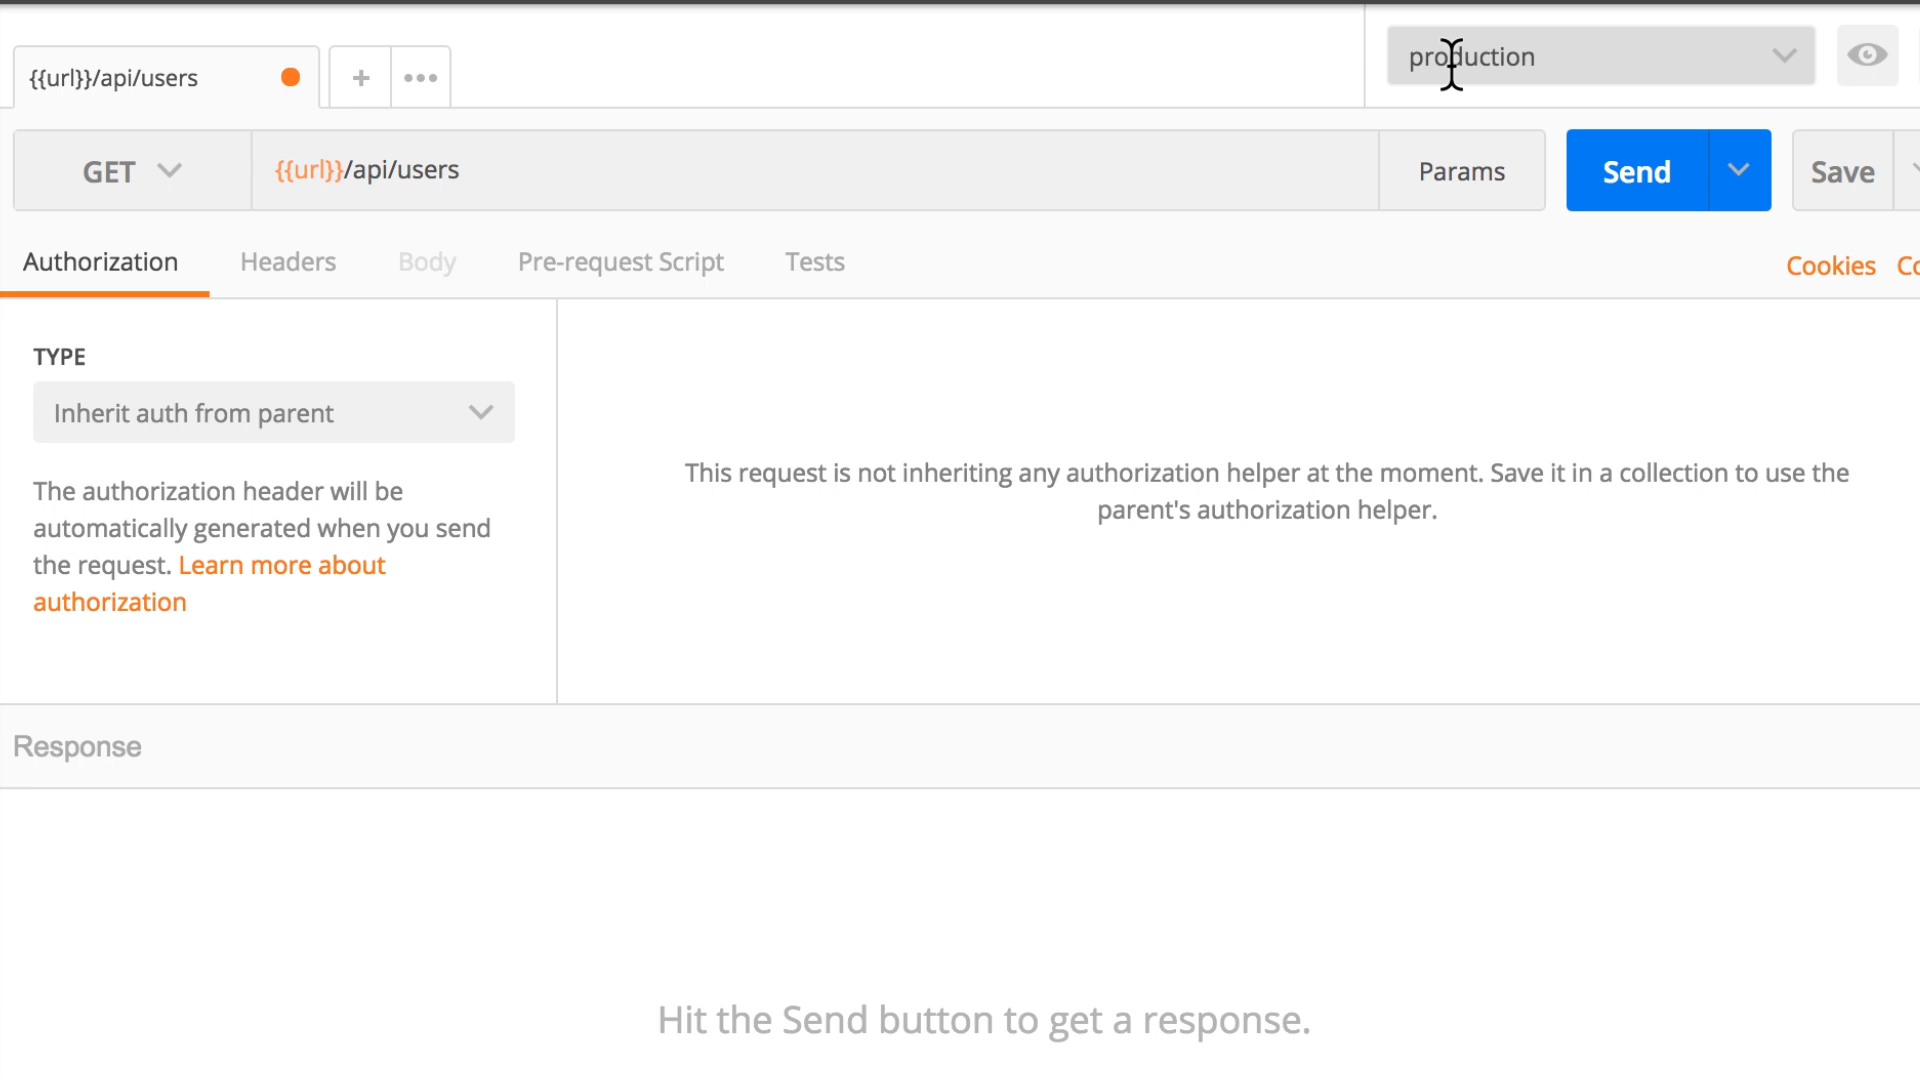 {{url}}/api/users
+
•••
production
GET
{{url}}/api/users
Params
Send
Save
Authorization
Headers
Body
Pre-request Script
Tests
Cookies
TYPE
Inherit auth from parent
The authorization header will be
automatically generated when you send
the request. Learn more about
authorization
This request is not inheriting any authorization helper at the moment. Save it in a collection to use the
parent's authorization helper.
Response
Hit the Send button to get a response.